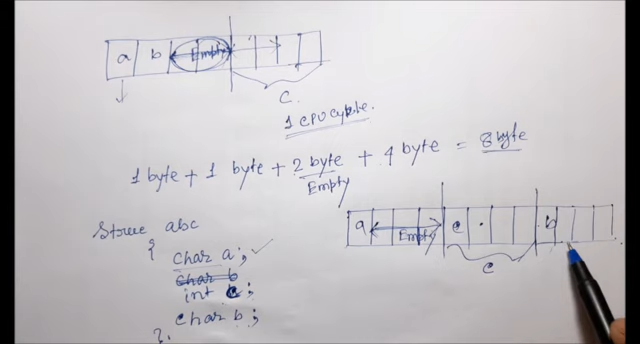 a b Empty
C.
1 CPU Cycle.
1 byte + 1 byte + 2 byte + 4 byte = 8 byte
Empty
Struc abc
{
char a;
char b
int c;
char b;
}.
a Empty c b
c